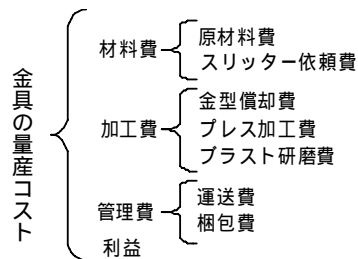 金具の量産コスト
材料費
原材料費
スリッター依頼費
加工費
金型償却費
プレス加工費
ブラスト研磨費
管理費
運送費
梱包費
利益